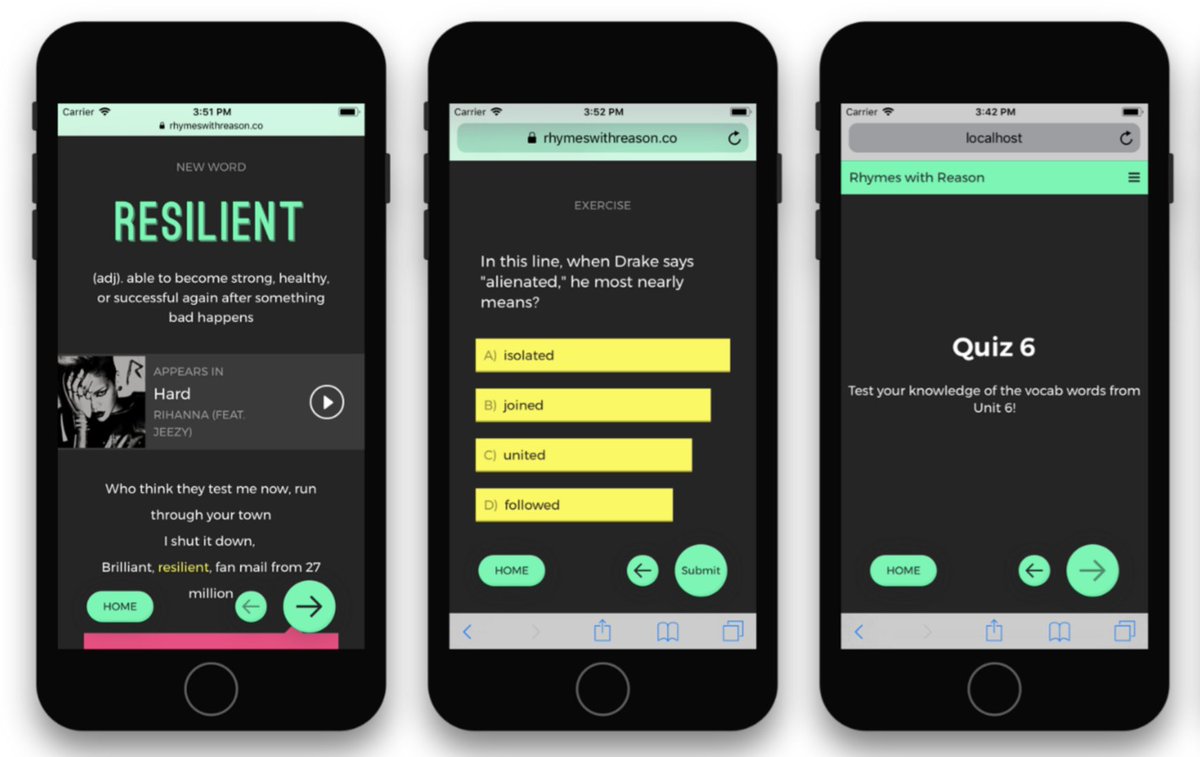 Carrier 3:51 PM
rhymeswithreason.co
NEW WORD
RESILIENT
(adj). able to become strong, healthy,
or successful again after something
bad happens
R
APPEARS IN
Hard
RIHANNA (FEAT.
JEEZY)
Who think they test me now, run
through your town
I shut it down,
Brilliant, resilient, fan mail from 27
million
HOME
Carrier 3:52 PM
rhymeswithreason.co
EXERCISE
In this line, when Drake says
"alienated," he most nearly
means?
A) isolated
B) joined
C) united
D) followed
HOME
Submit
Carrier 3:42 PM
localhost
Rhymes with Reason
Quiz 6
Test your knowledge of the vocab words from
Unit 6!
HOME